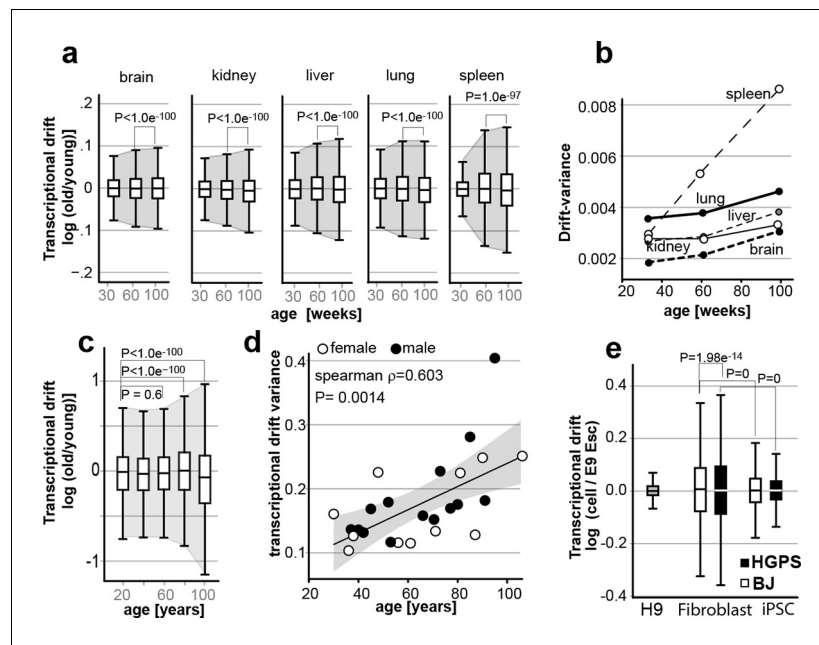 a
brain kidney liver lung spleen
P<1.0e-100 P<1.0e-100 P<1.0e-100 P<1.0e-100 P=1.0e-97
Transcriptional drift
log (old/young)]
.2
.1
0
.1
-.2
30 60 100 30 60 100 30 60 100 30 60 100 30 60 100
age [weeks]
b
Drift-variance
0.008
0.006
0.004
0.002
spleen
lung
liver
kidney
brain
20 40 60 80 100
age [weeks]
c
P<1.0e-100
P<1.0e-100
P = 0.6
Transcriptional drift
log (old/young)]
1
0
-1
20 60 100
age [years]
d
female male
spearman ρ=0.603
P= 0.0014
transcriptional drift variance
0.4
0.3
0.2
0.1
20 40 60 80 100
age [years]
e
P=1.98e-14
P=0
P=0
Transcriptional drift
log (cell / E9 Esc)
0.4
0.2
0.0
-0.2
-0.4
HGPS
BJ
H9 Fibroblast iPSC